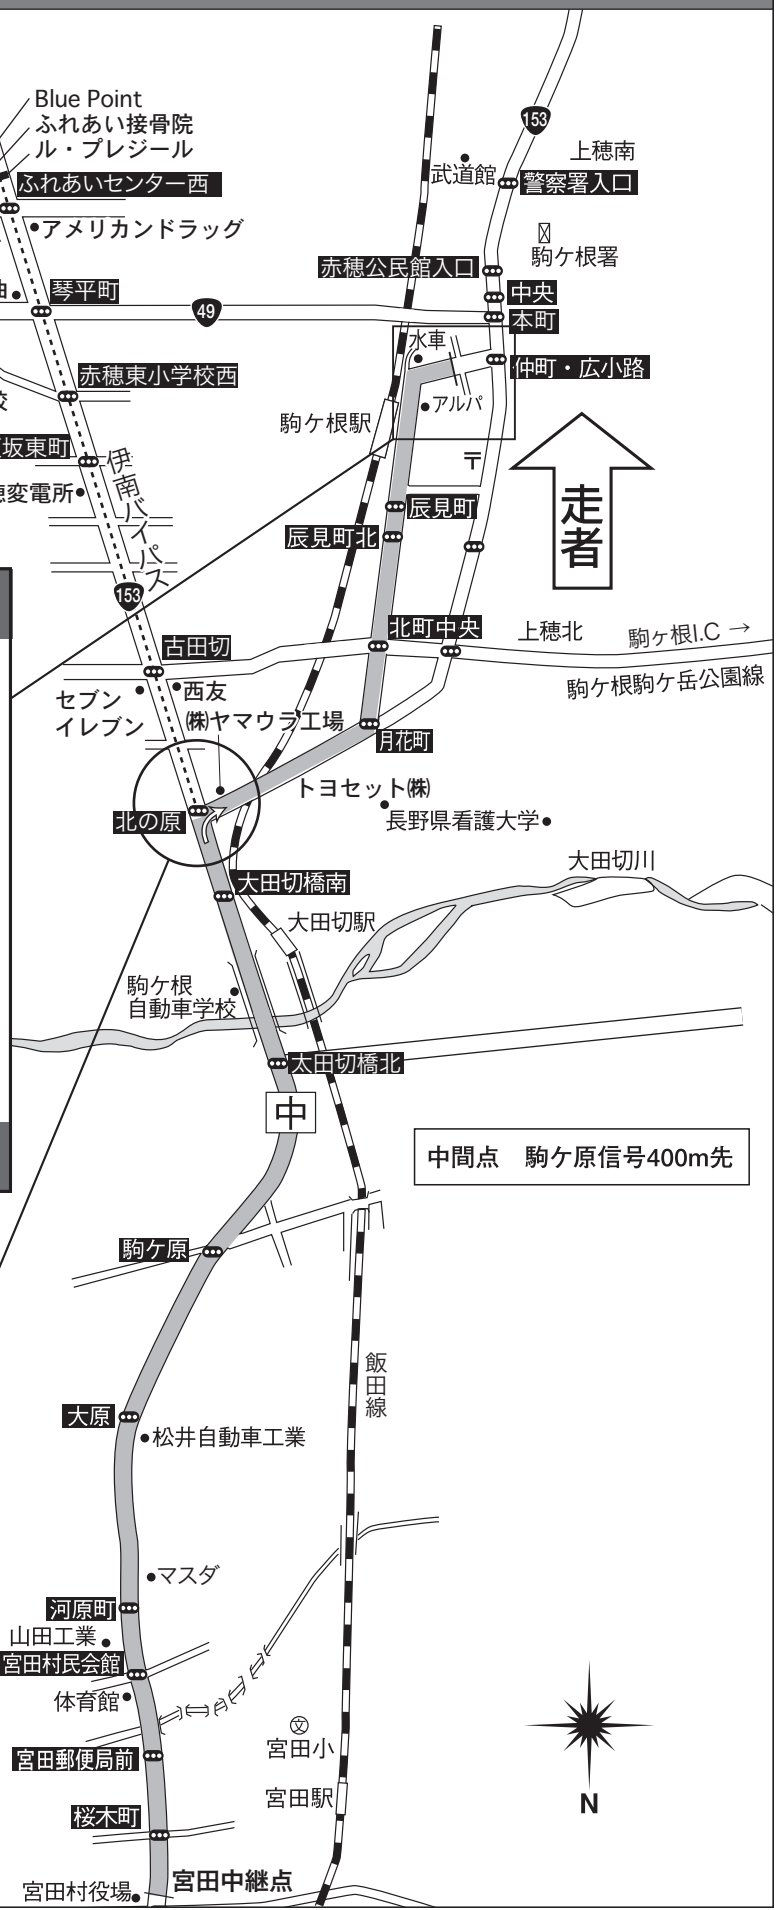 Blue Point
ふれあい接骨院
ル・プレジール
ふれあいセンター西
アメリカンドラッグ
琴平町
49
赤穂東小学校西
坂東町
変電所
伊南バイパス
153
153
上穂南
武道館
警察署入口
駒ケ根署
赤穂公民館入口
中央
本町
水車
仲町・広小路
アルパ
駒ケ根駅
〒
辰見町
辰見町北
走者
北町中央
上穂北
駒ヶ根I.C →
駒ケ根駒ケ岳公園線
古田切
セブン
イレブン
西友
㈱ヤマウラ工場
月花町
トヨセット㈱
長野県看護大学
北の原
大田切川
大田切橋南
大田切駅
駒ケ根
自動車学校
太田切橋北
中
中間点 駒ケ原信号400m先
駒ケ原
飯田線
大原
松井自動車工業
マスダ
河原町
山田工業
宮田村民会館
体育館
文
宮田小
宮田郵便局前
宮田駅
桜木町
N
宮田村役場
宮田中継点